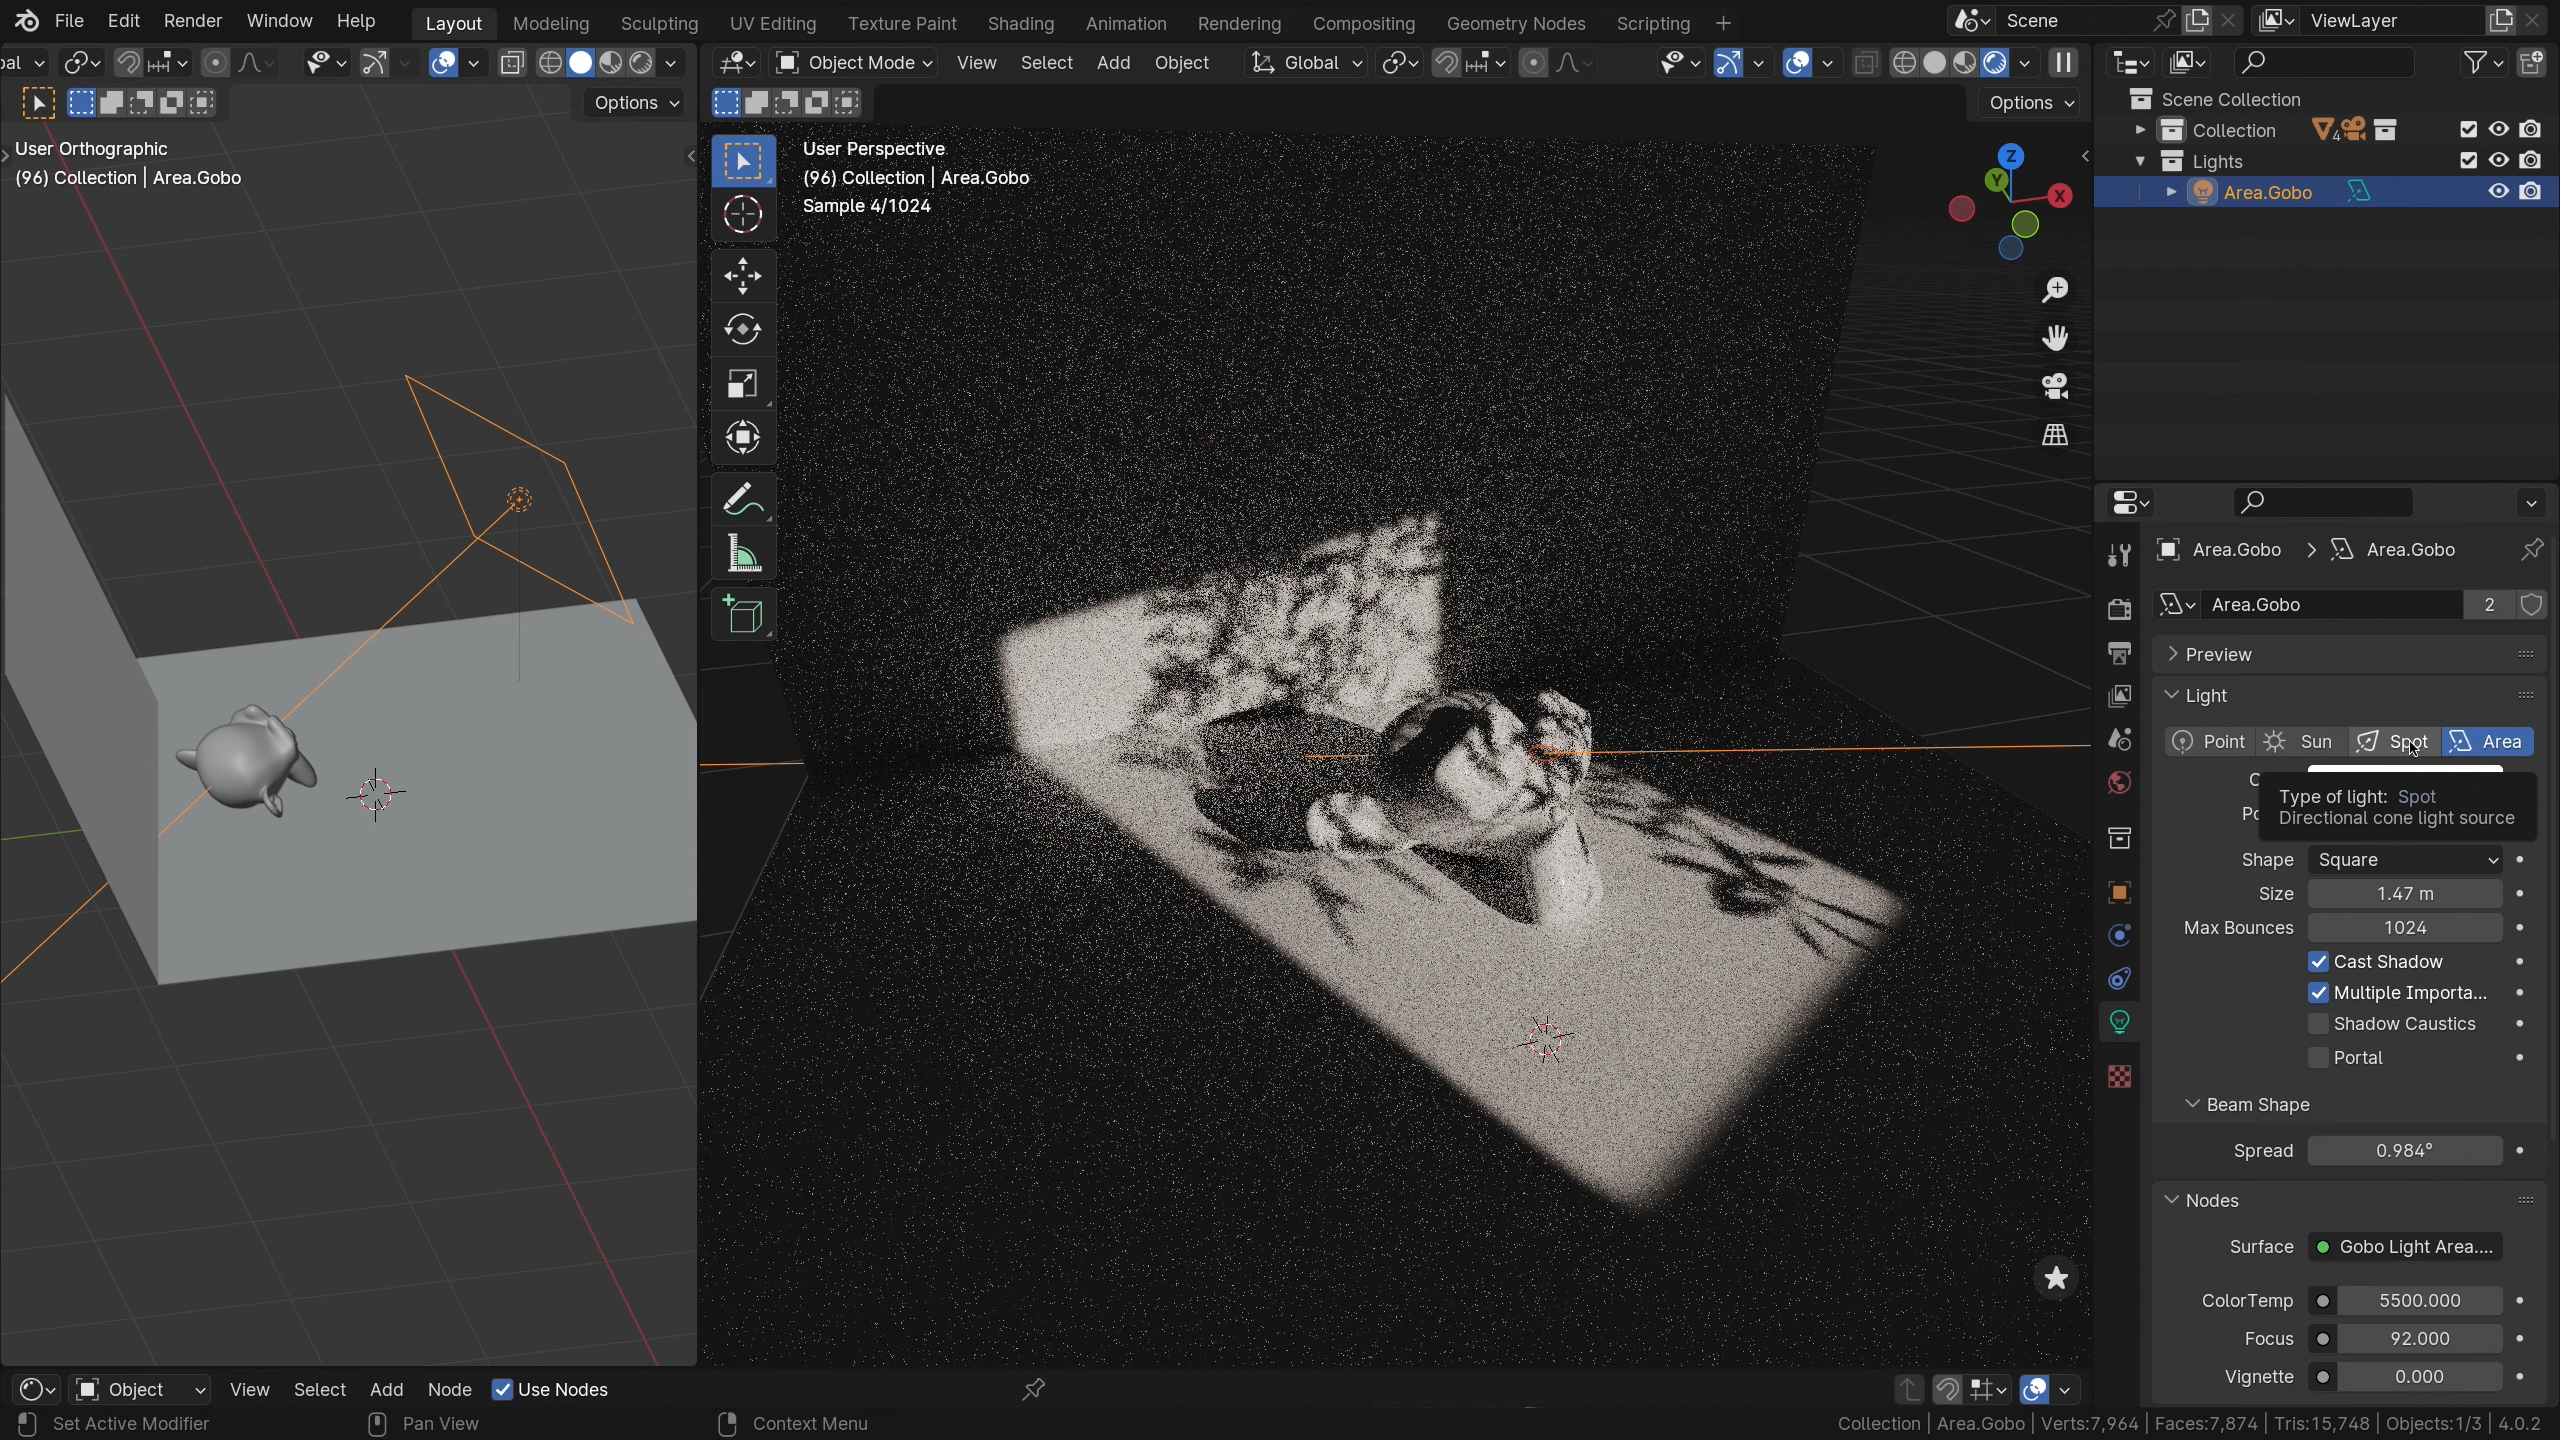 File Edit Render Window Help Layout Modeling Sculpting UV Editing Texture Paint Shading Animation Rendering Compositing Geometry Nodes Scripting + Scene ViewLayer
Object Mode View Select Add Object Global
Options
Options
User Orthographic
(96) Collection | Area.Gobo
User Perspective
(96) Collection | Area.Gobo
Sample 4/1024
Z
Y
X
Scene Collection
Collection 4
Lights
Area.Gobo
Area.Gobo > Area.Gobo
Area.Gobo 2
Preview
Light
Point Sun Spot Area
Type of light: Spot
Directional cone light source
Shape Square
Size 1.47 m
Max Bounces 1024
Cast Shadow
Multiple Importa...
Shadow Caustics
Portal
Beam Shape
Spread 0.984°
Nodes
Surface Gobo Light Area....
ColorTemp 5500.000
Focus 92.000
Vignette 0.000
Object View Select Add Node Use Nodes
Set Active Modifier Pan View Context Menu
Collection | Area.Gobo | Verts:7,964 | Faces:7,874 | Tris:15,748 | Objects:1/3 | 4.0.2